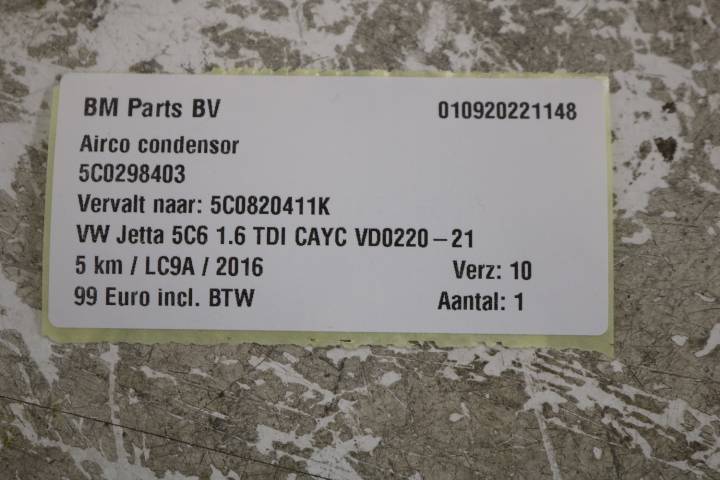 BM Parts BV 010920221148
Airco condensor
5C0298403
Vervalt naar: 5C0820411K
VW Jetta 5C6 1.6 TDI CAYC VD0220-21
5 km / LC9A / 2016 Verz: 10
99 Euro incl. BTW Aantal: 1